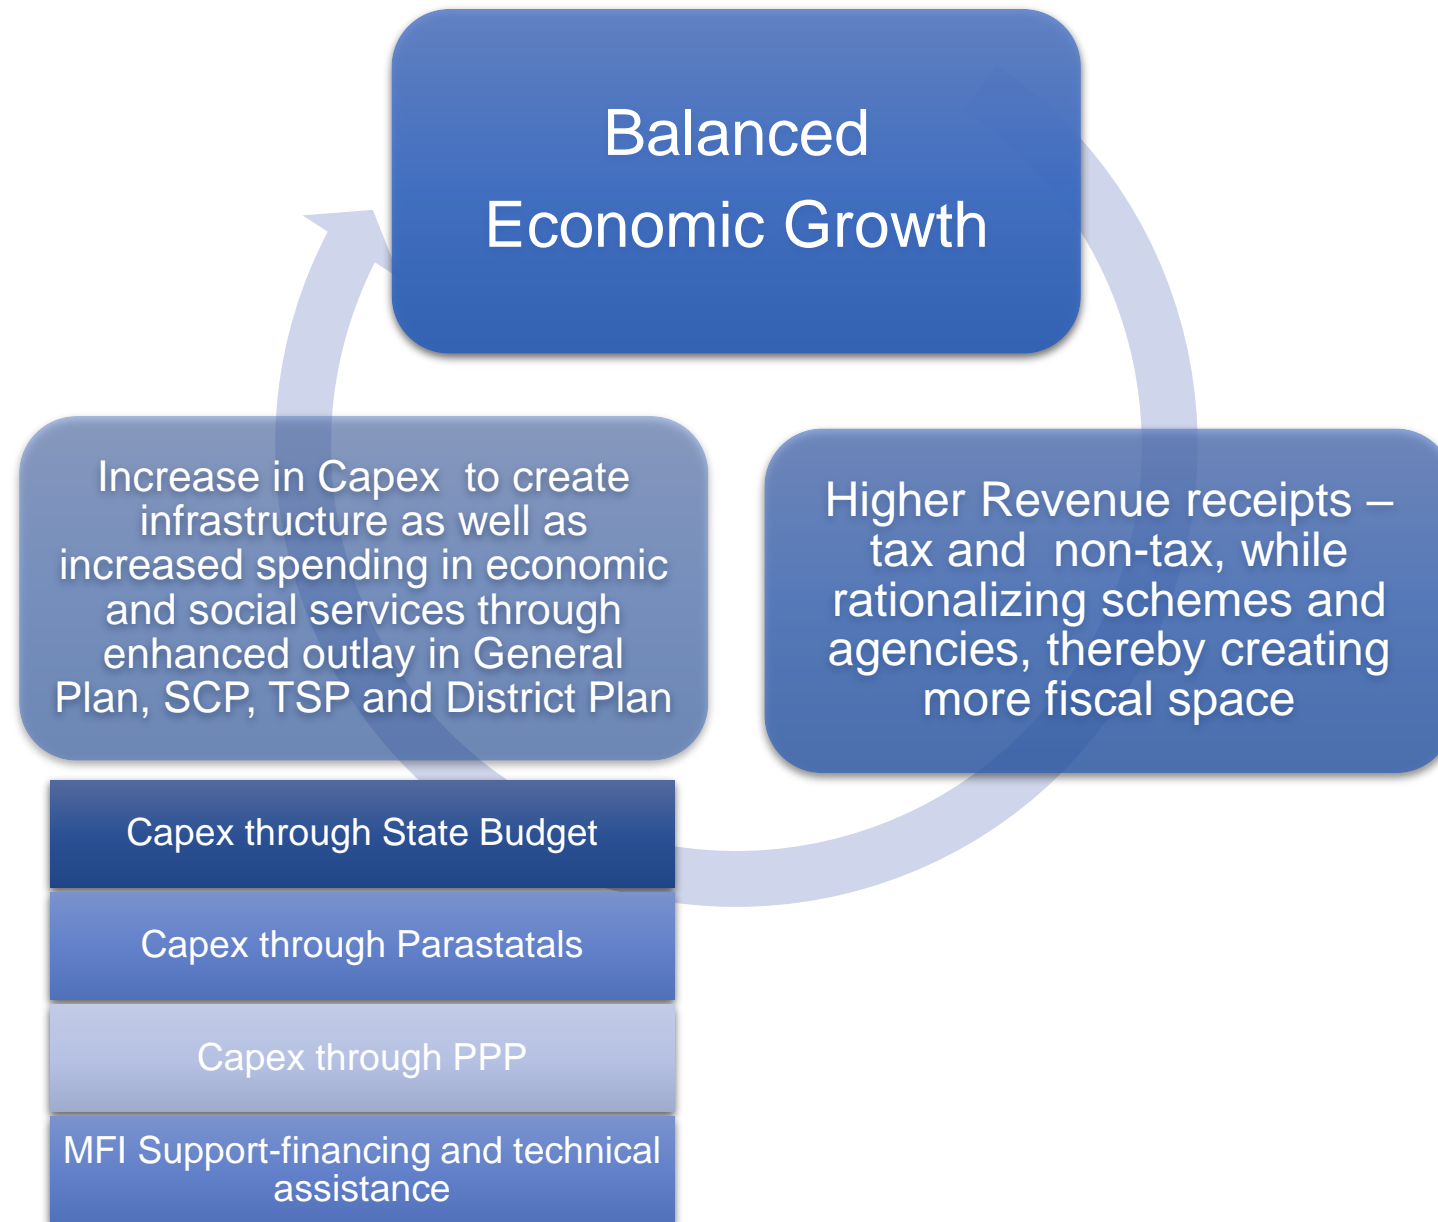 Balanced
Economic Growth
Increase in Capex to create
infrastructure as well as
increased spending in economic
and social services through
enhanced outlay in General
Plan, SCP, TSP and District Plan
Higher Revenue receipts –
tax and non-tax, while
rationalizing schemes and
agencies, thereby creating
more fiscal space
Capex through State Budget
Capex through Parastatals
Capex through PPP
MFI Support-financing and technical
assistance